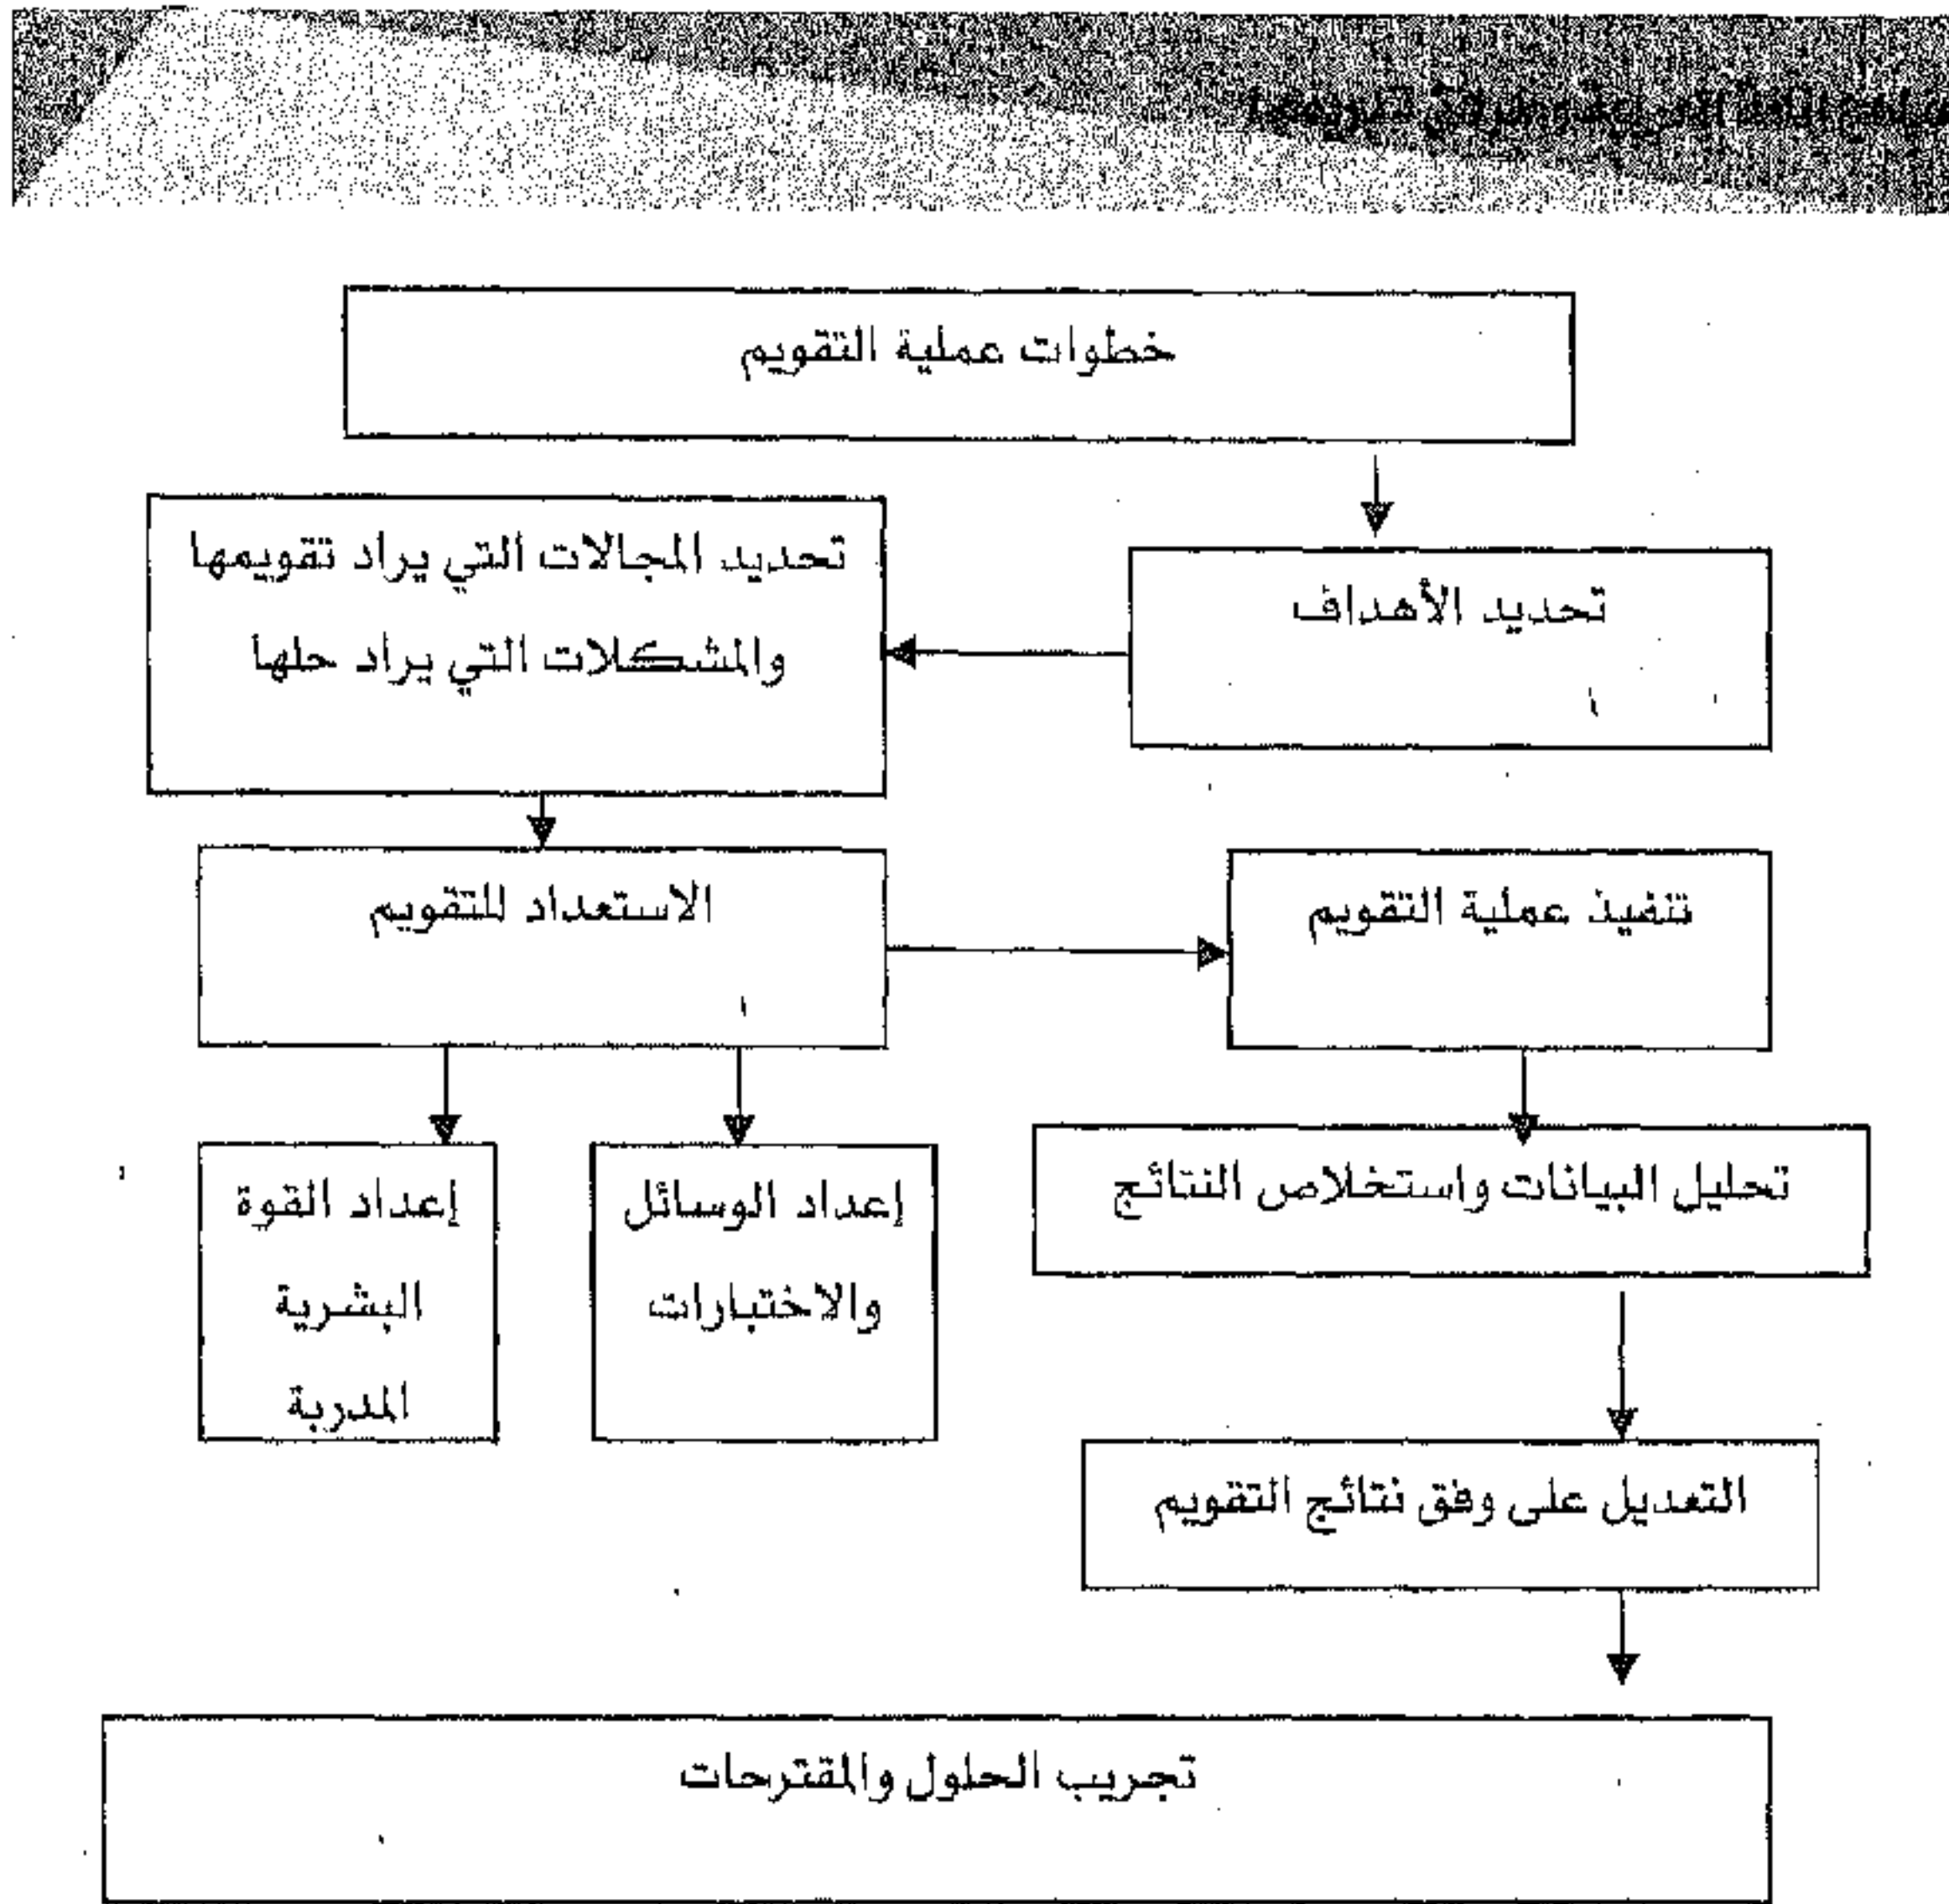 خطوات عملية التقويم
تحديد الأهداف
تحديد المجالات التي يراد تقويمها
والمشكلات التي يراد حلها
الاستعداد للتقويم
تنفيذ عملية التقويم
إعداد الوسائل
والاختبارات
إعداد القوة
البشرية
المدربة
تحليل البيانات واستخلاص النتائج
التعديل على وفق نتائج التقويم
تجريب الحلول والمقترحات